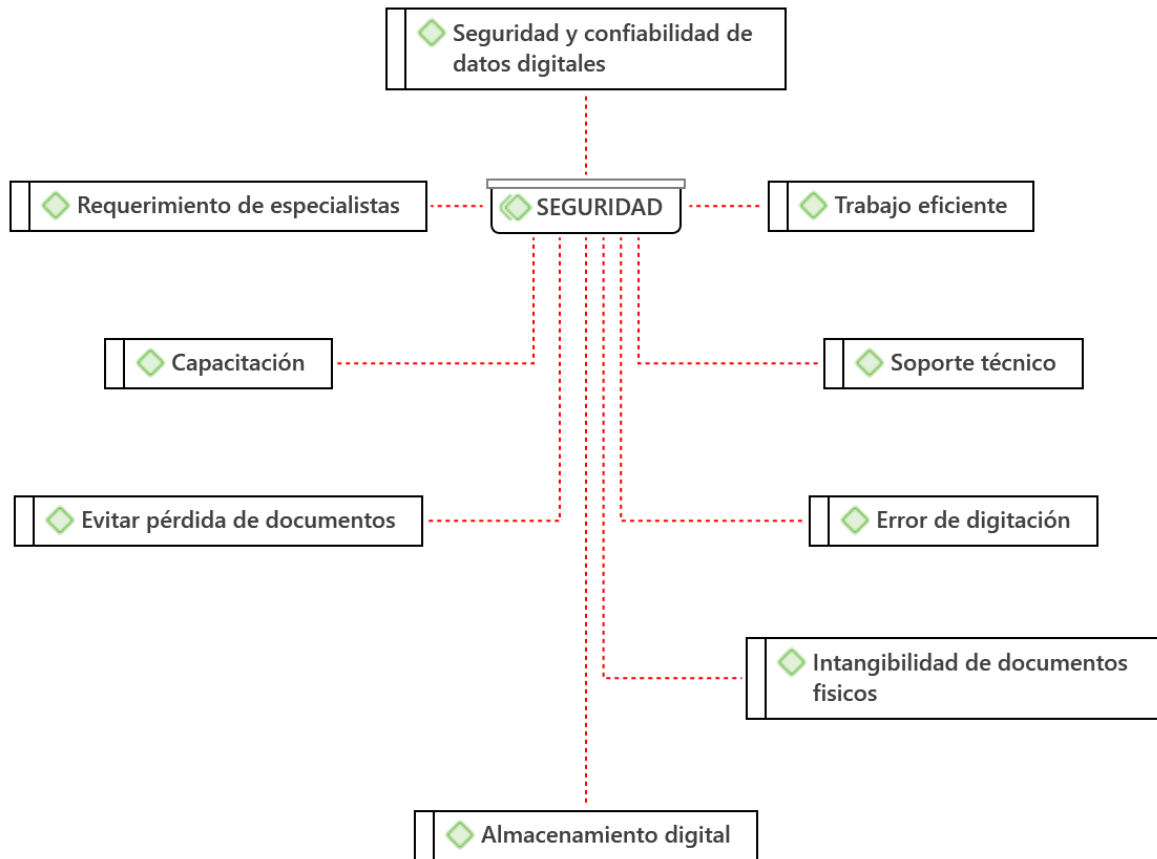 Seguridad y confiabilidad de
datos digitales
Requerimiento de especialistas
SEGURIDAD
Trabajo eficiente
Capacitación
Soporte técnico
Evitar pérdida de documentos
Error de digitación
Intangibilidad de documentos
fisicos
Almacenamiento digital